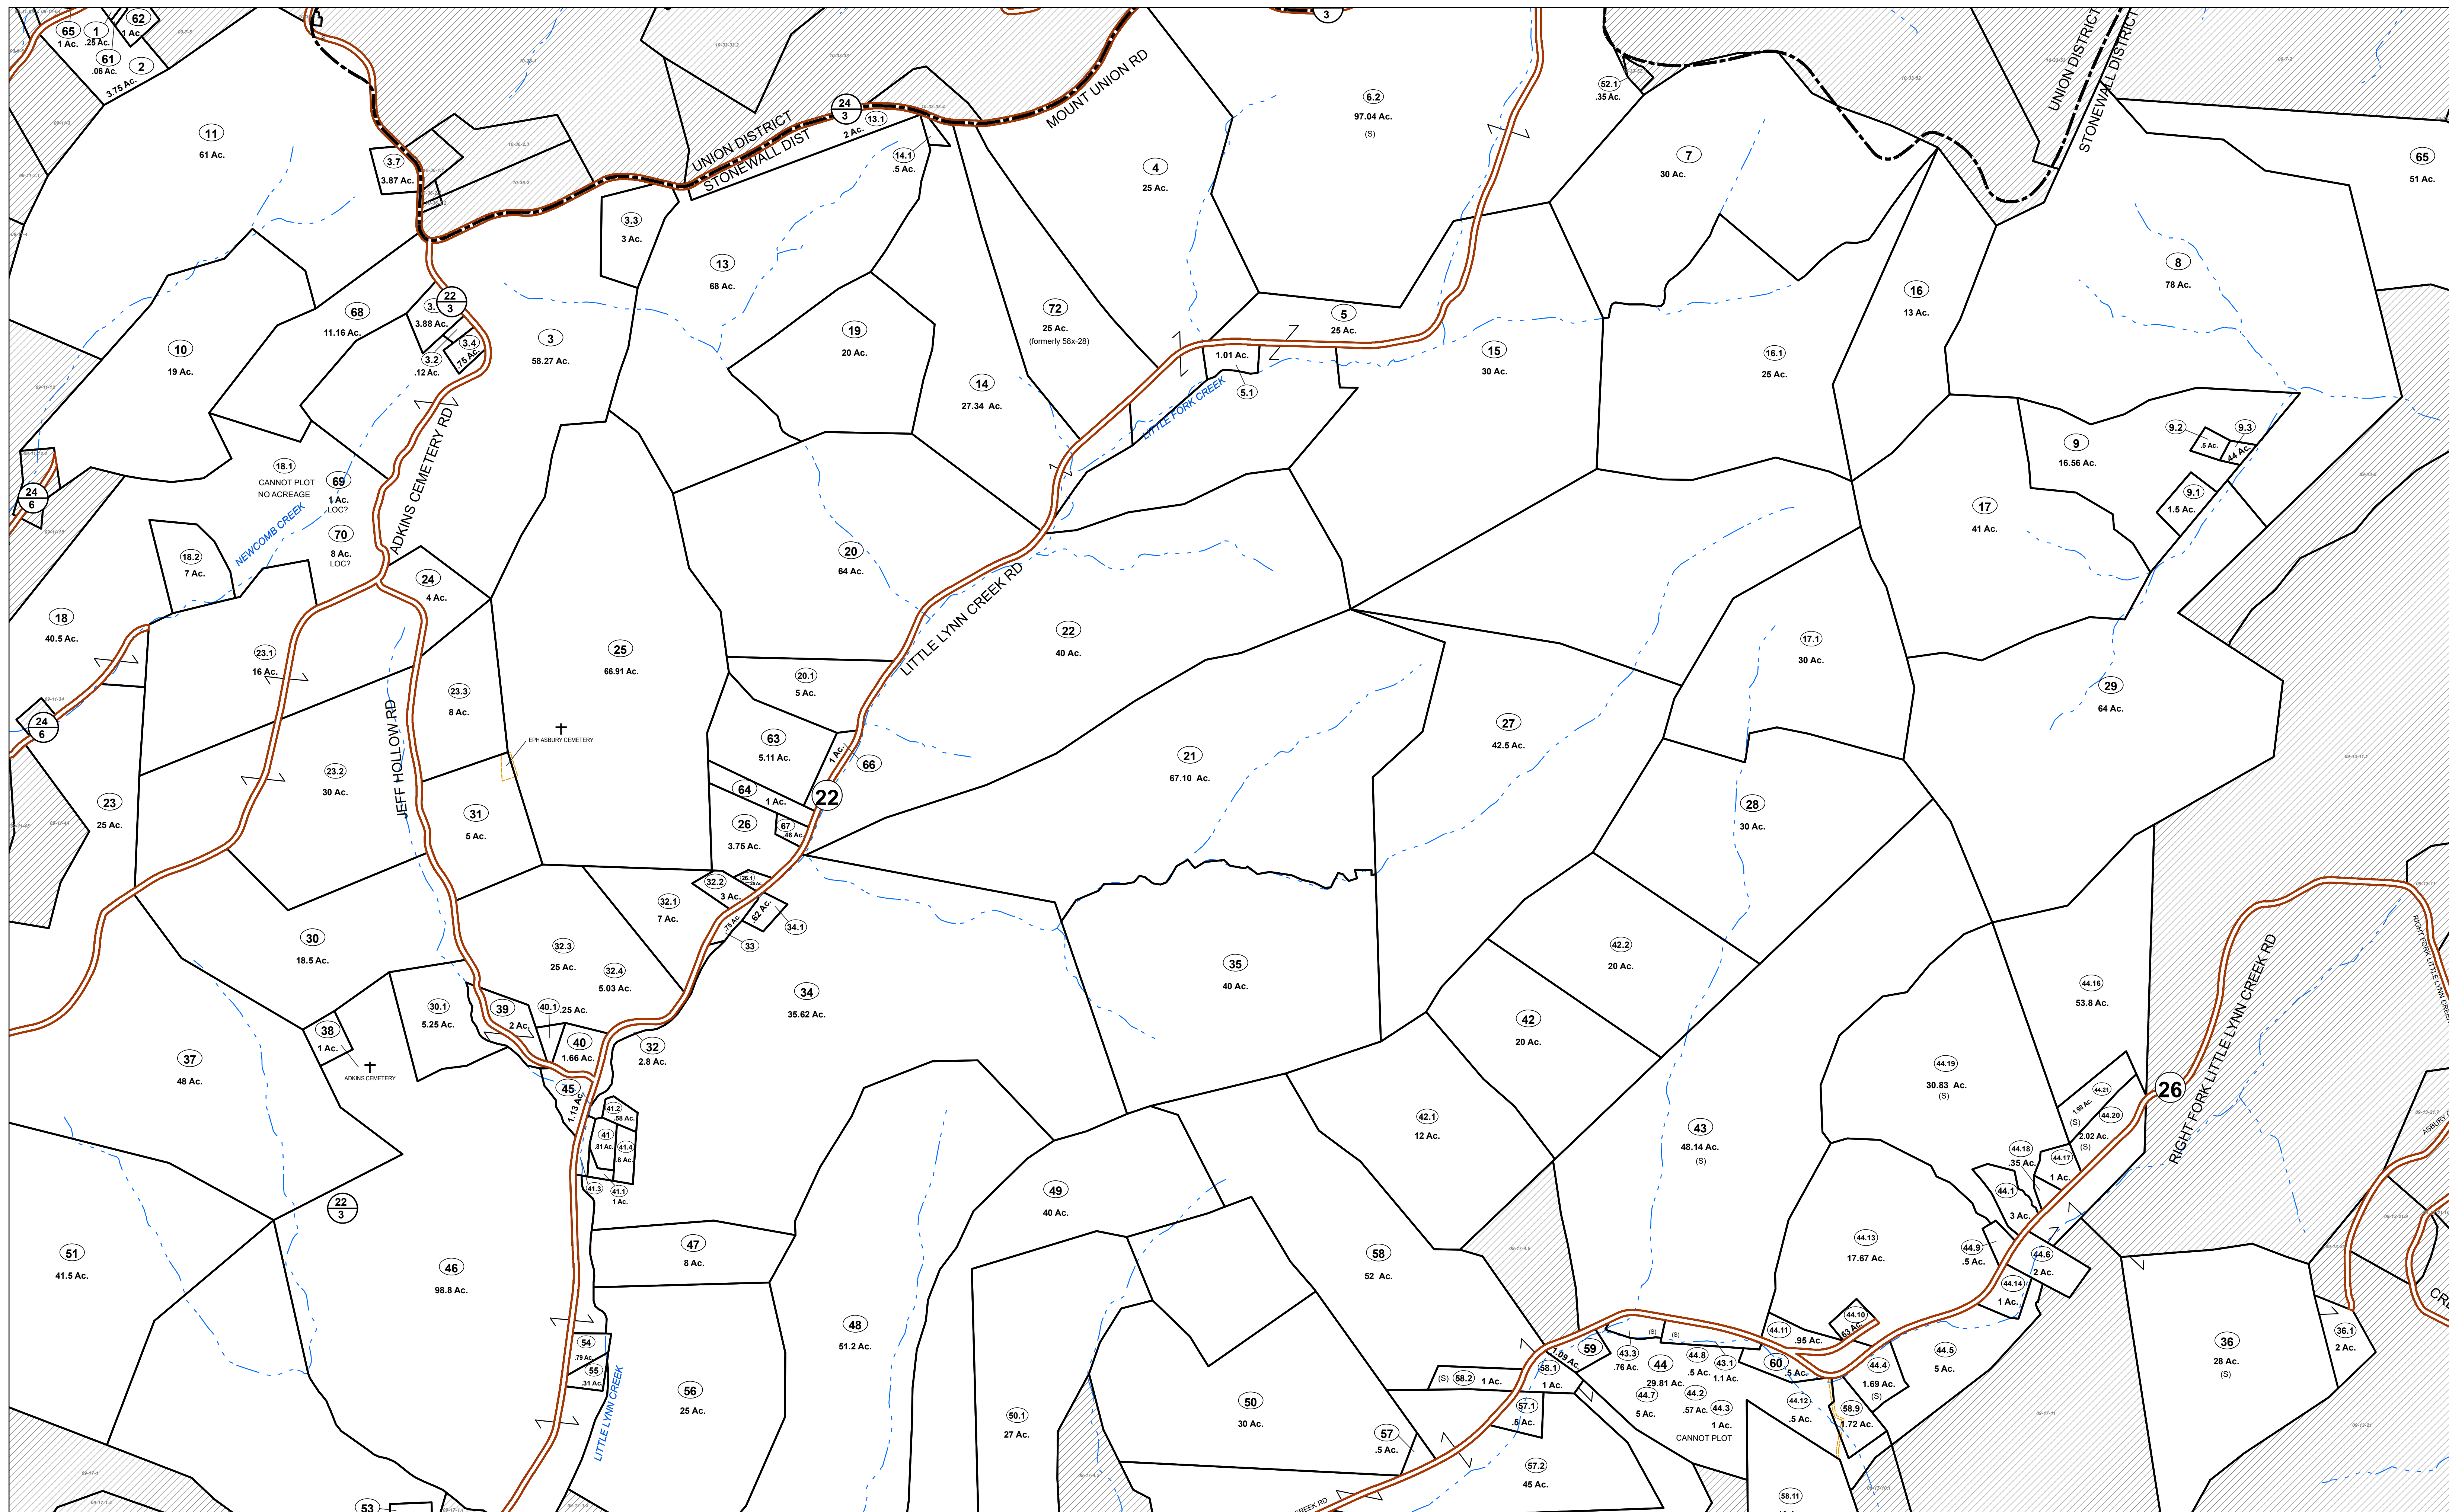 65
1 Ac.
1
.25 Ac.
62
1 Ac.
61
.06 Ac.
2
3.75 Ac.
11
61 Ac.
3.7
3.87 Ac.
24
3
13.1
2 Ac.
UNION DISTRICT
STONEWALL DIST
MOUNT UNION RD
14.1
.5 Ac.
3
6.2
97.04 Ac.
(S)
4
25 Ac.
52.1
.35 Ac.
7
30 Ac.
UNION DISTRICT
STONEWALL DISTRICT
65
51 Ac.
8
78 Ac.
16
13 Ac.
3.3
3 Ac.
13
68 Ac.
22
3
68
11.16 Ac.
3.88 Ac.
3.4
.75 Ac.
3.2
.12 Ac.
3
58.27 Ac.
10
19 Ac.
19
20 Ac.
72
25 Ac.
(formerly 58x-28)
5
25 Ac.
1.01 Ac.
5.1
LITTLE FORK CREEK
15
30 Ac.
16.1
25 Ac.
14
27.34 Ac.
9
16.56 Ac.
9.2
.5 Ac.
9.3
.44 Ac.
9.1
1.5 Ac.
17
41 Ac.
24
6
18.1
CANNOT PLOT
NO ACREAGE
69
1 Ac.
LOC?
70
8 Ac.
LOC?
NEWCOMB CREEK
ADKINS CEMETERY RD
18.2
7 Ac.
18
40.5 Ac.
24
4 Ac.
20
64 Ac.
LITTLE LYNN CREEK RD
22
40 Ac.
23.1
16 Ac.
25
66.91 Ac.
20.1
5 Ac.
17.1
30 Ac.
29
64 Ac.
24
6
23.3
8 Ac.
JEFF HOLLOW RD
EPH ASBURY CEMETERY
63
5.11 Ac.
1 Ac.
66
27
42.5 Ac.
21
67.10 Ac.
23.2
30 Ac.
23
25 Ac.
31
5 Ac.
64
1 Ac.
22
26
3.75 Ac.
67
.46 Ac.
28
30 Ac.
32.2
3 Ac.
26.1
32.1
7 Ac.
.62 Ac.
.75 Ac.
34.1
33
30
18.5 Ac.
32.3
25 Ac.
32.4
5.03 Ac.
34
35.62 Ac.
35
40 Ac.
42.2
20 Ac.
44.16
53.8 Ac.
RIGHT FORK LITTLE LYNN CREEK RD
RIGHT FORK LITTLE LYNN CREEK
30.1
5.25 Ac.
39
2 Ac.
40.1
.25 Ac.
40
1.66 Ac.
32
2.8 Ac.
42
20 Ac.
38
1 Ac.
ADKINS CEMETERY
37
48 Ac.
45
1.13 Ac.
41.2
.58 Ac.
41
.81 Ac.
41.4
.8 Ac.
41.3
41.1
1 Ac.
42.1
12 Ac.
43
48.14 Ac.
(S)
44.19
30.83 Ac.
(S)
44.21
1.98 Ac.
(S)
44.20
2.02 Ac.
(S)
26
44.18
.35 Ac.
44.17
1 Ac.
44.1
3 Ac.
22
3
49
40 Ac.
51
41.5 Ac.
46
98.8 Ac.
47
8 Ac.
58
52 Ac.
44.13
17.67 Ac.
44.9
.5 Ac.
44.6
2 Ac.
44.14
1 Ac.
48
51.2 Ac.
54
.79 Ac.
55
.31 Ac.
LITTLE LYNN CREEK
56
25 Ac.
50.1
27 Ac.
50
30 Ac.
57
.5 Ac.
(S)
58.2
1 Ac.
58.1
1 Ac.
57.1
.5 Ac.
57.2
45 Ac.
59
1.09 Ac.
(S)
(S)
43.3
.76 Ac.
44
29.81 Ac.
44.8
.5 Ac.
43.1
1.1 Ac.
44.7
5 Ac.
44.2
.57 Ac.
44.3
1 Ac.
CANNOT PLOT
60
.5 Ac.
44.11
.95 Ac.
44.10
.63 Ac.
44.4
1.69 Ac.
(S)
44.5
5 Ac.
44.12
.5 Ac.
58.9
1.72 Ac.
58.11
36
28 Ac.
(S)
36.1
2 Ac.
53
CREEK RD